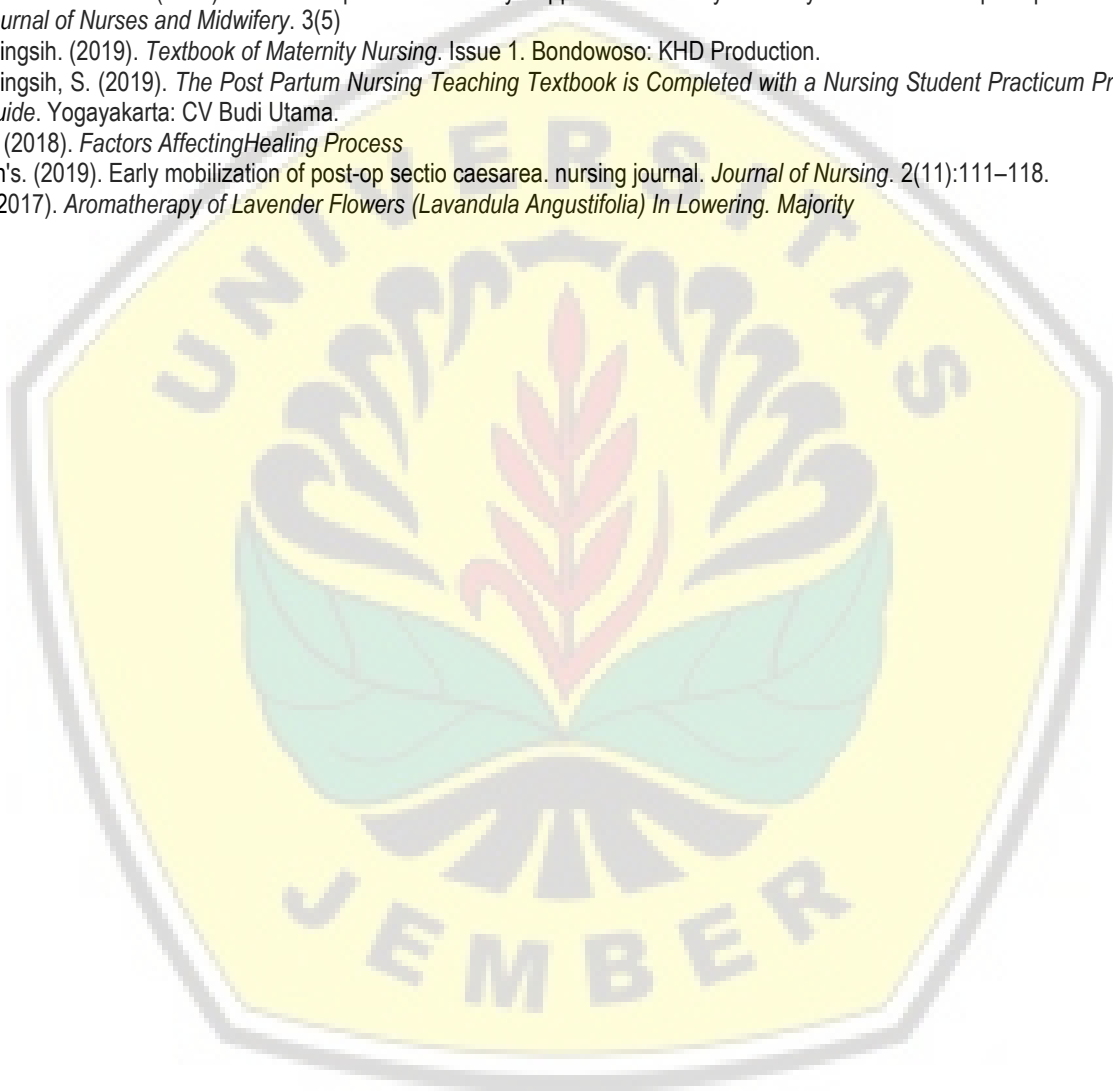 urnal of Nurses and Midwifery. 3(5)
ingsih. (2019). Textbook of Maternity Nursing. Issue 1. Bondowoso: KHD Production.
ingsih, S. (2019). The Post Partum Nursing Teaching Textbook is Completed with a Nursing Student Practicum Pr
uide. Yogayakarta: CV Budi Utama.
(2018). Factors AffectingHealing Process
n's. (2019). Early mobilization of post-op sectio caesarea. nursing journal. Journal of Nursing. 2(11):111–118.
2017). Aromatherapy of Lavender Flowers (Lavandula Angustifolia) In Lowering. Majority
UNIVERSITAS
JEMBER